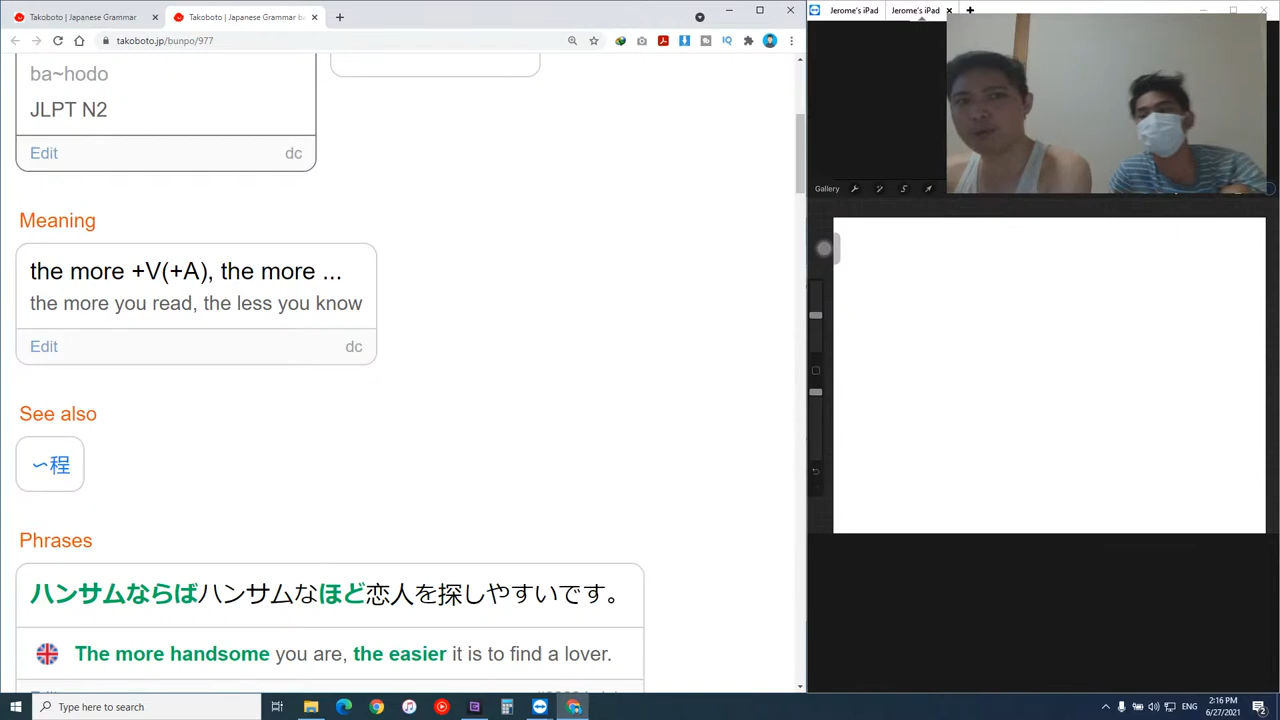 Takoboto | Japanese Grammar
Takoboto | Japanese Grammar ba
Jerome's iPad
Jerome's iPad
takoboto.jp/bunpo/977
ba~hodo
JLPT N2
Edit
dc
Gallery
Meaning
the more +V(+A), the more ...
the more you read, the less you know
Edit
dc
See also
∽程
Phrases
ハンサムならばハンサムなほど恋人を探しやすいです。
The more handsome you are, the easier it is to find a lover.
Type here to search
ENG
2:16 PM
6/27/2021